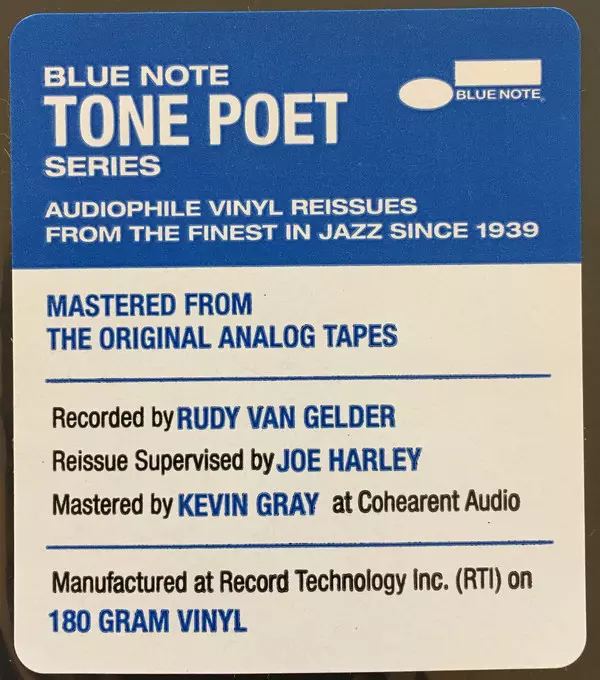 BLUE NOTE
TONE POET
SERIES
BLUE NOTE
AUDIOPHILE VINYL REISSUES
FROM THE FINEST IN JAZZ SINCE 1939
MASTERED FROM
THE ORIGINAL ANALOG TAPES
Recorded by RUDY VAN GELDER
Reissue Supervised by JOE HARLEY
Mastered by KEVIN GRAY at Cohearent Audio
Manufactured at Record Technology Inc. (RTI) on
180 GRAM VINYL